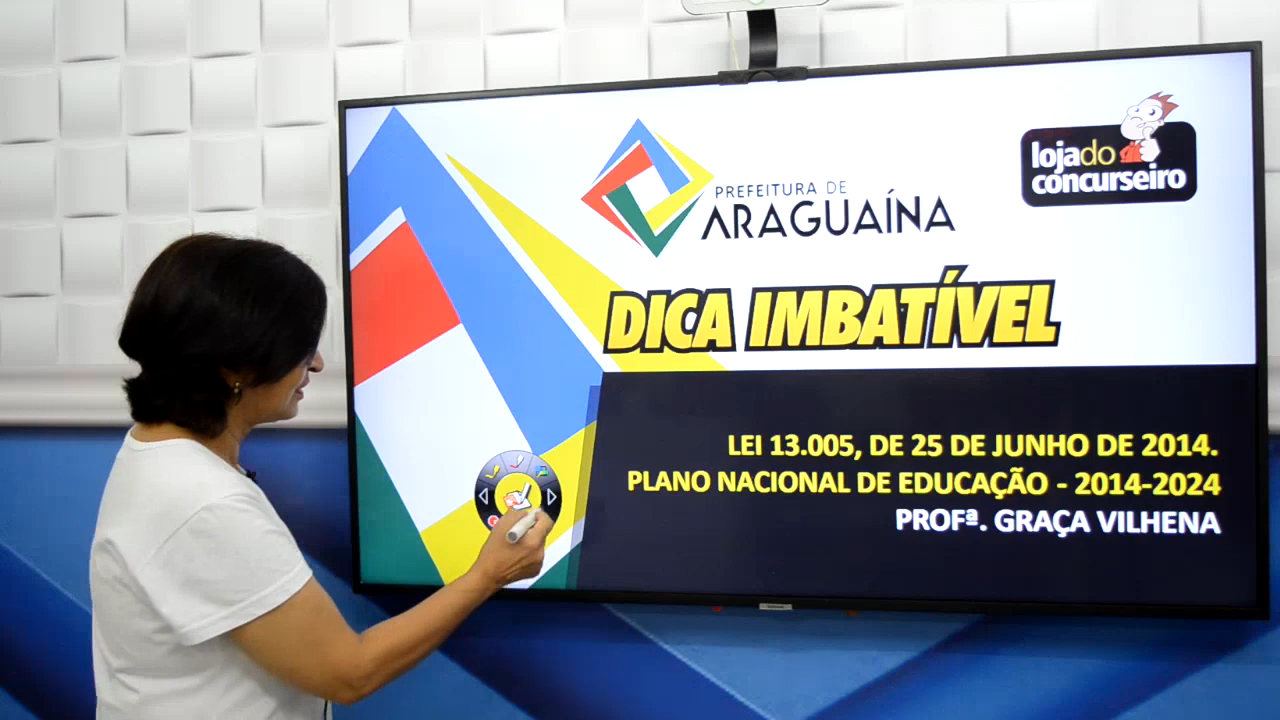 PREFEITURA DE
ARAGUAÍNA
lojado
concurseiro
DICA IMBATÍVEL
LEI 13.005, DE 25 DE JUNHO DE 2014.
PLANO NACIONAL DE EDUCAÇÃO - 2014-2024
PROFª. GRAÇA VILHENA